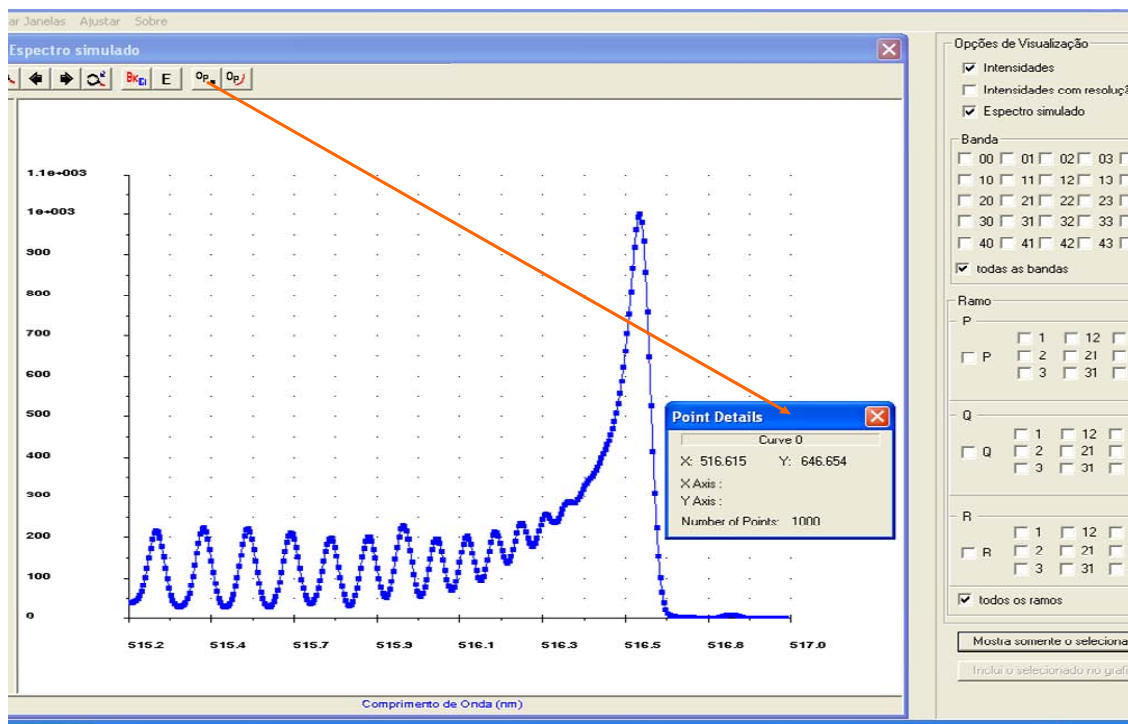 ar Janelas Ajustar Sobre
Espectro simulado
BK E OP OP
1.1e+003
1e+003
900
800
700
600
500
400
300
200
100
0
515.2 515.4 515.7 515.9 516.1 516.3 516.5 516.8 517.0
Comprimento de Onda (nm)
Point Details
Curve 0
X: 516.615 Y: 646.654
X Axis :
Y Axis :
Number of Points: 1000
Opções de Visualização
Intensidades
Intensidades com resoluçã
Espectro simulado
Banda
00 01 02 03
10 11 12 13
20 21 22 23
30 31 32 33
40 41 42 43
todas as bandas
Ramo
P
1 12
P 2 21
3 31
Q
1 12
Q 2 21
3 31
R
1 12
R 2 21
3 31
todos os ramos
Mostra somente o seleciona
Inclui o selecionado no grafi